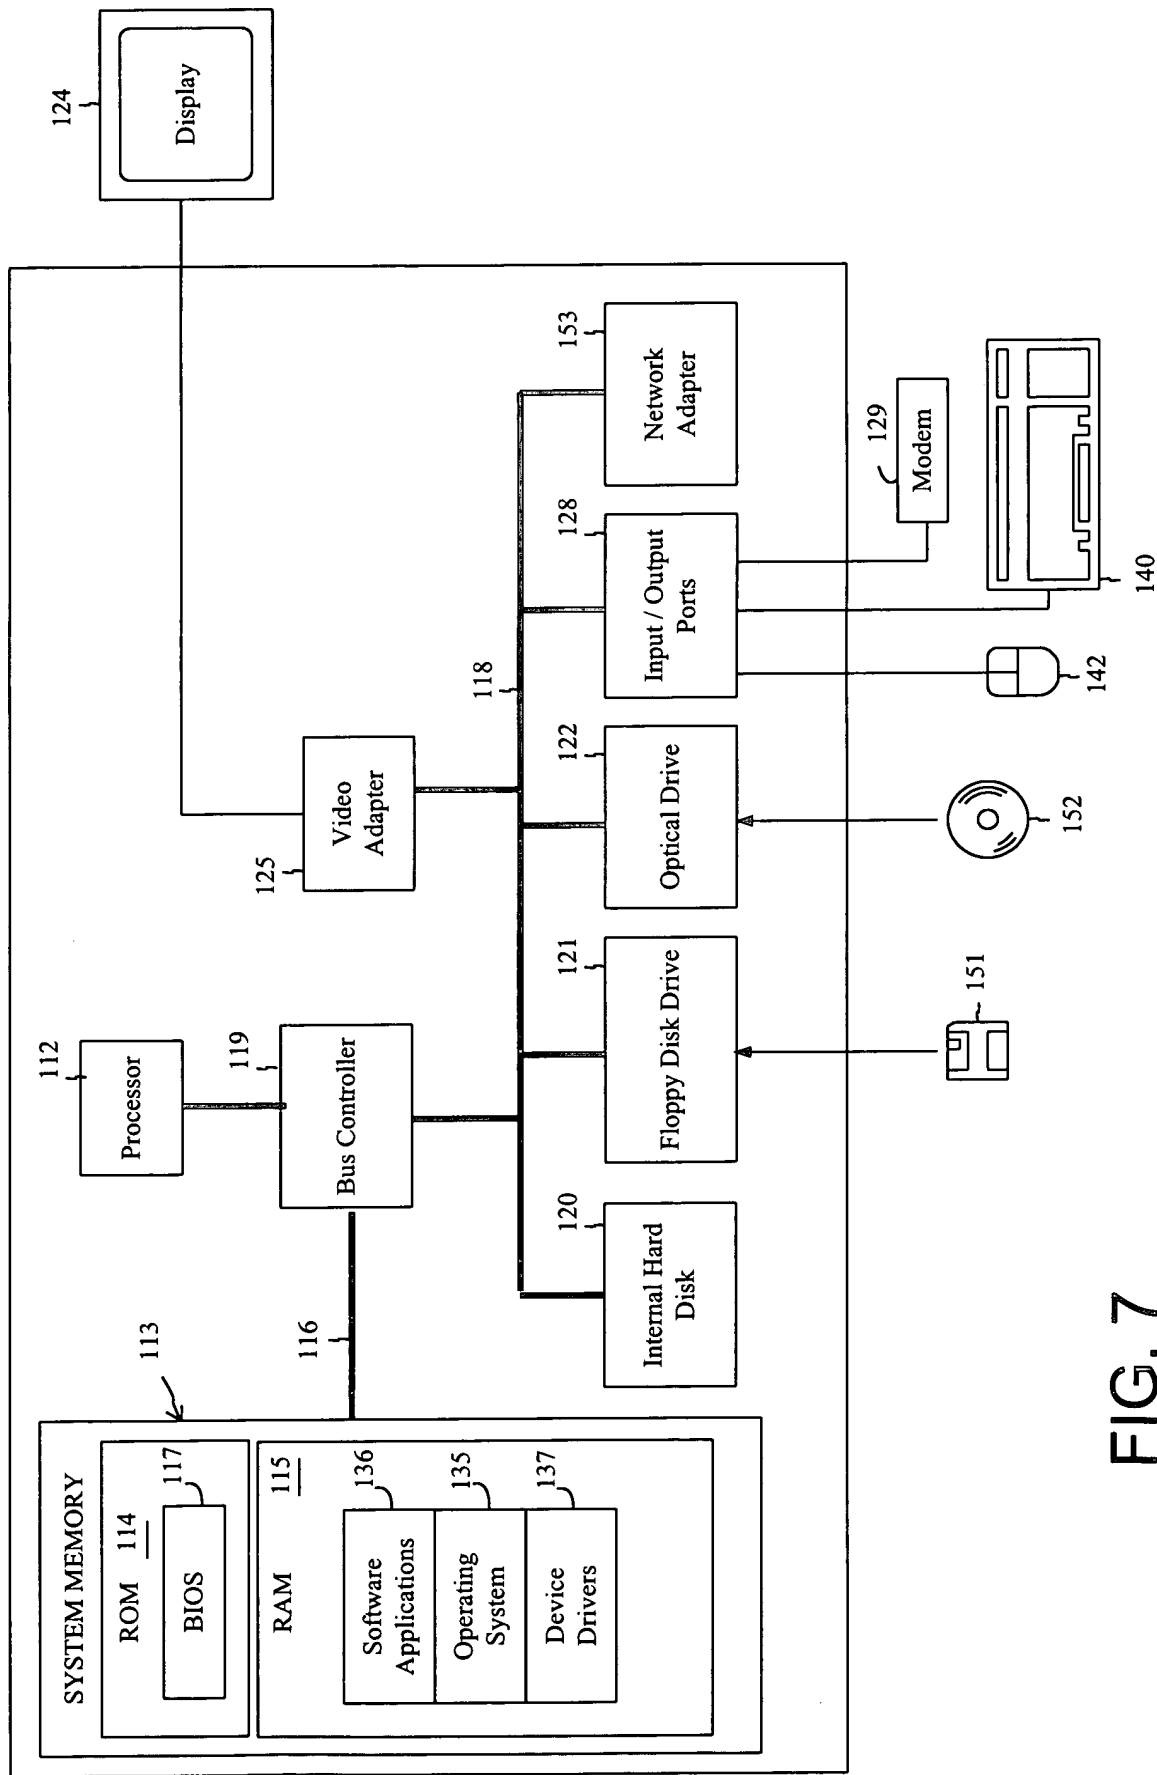 SYSTEM MEMORY
ROM 114
117
BIOS
RAM 115
136
Software
Applications
135
Operating
System
137
Device
Drivers
113
116
112
Processor
119
Bus Controller
125
Video
Adapter
124
Display
118
120
Internal Hard
Disk
121
Floppy Disk Drive
122
Optical Drive
128
Input / Output
Ports
153
Network
Adapter
151
152
142
140
129
Modem
FIG. 7